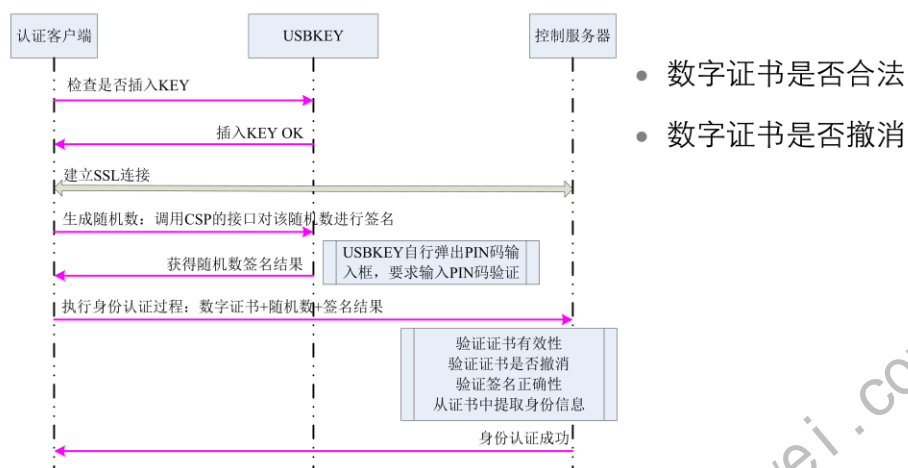 认证客户端
USBKEY
控制服务器
检查是否插入KEY
插入KEY OK
建立SSL连接
生成随机数：调用CSP的接口对该随机数进行签名
USBKEY自行弹出PIN码输
入框，要求输入PIN码验证
获得随机数签名结果
执行身份认证过程：数字证书+随机数+签名结果
验证证书有效性
验证证书是否撤消
验证签名正确性
从证书中提取身份信息
身份认证成功
• 数字证书是否合法
• 数字证书是否撤消